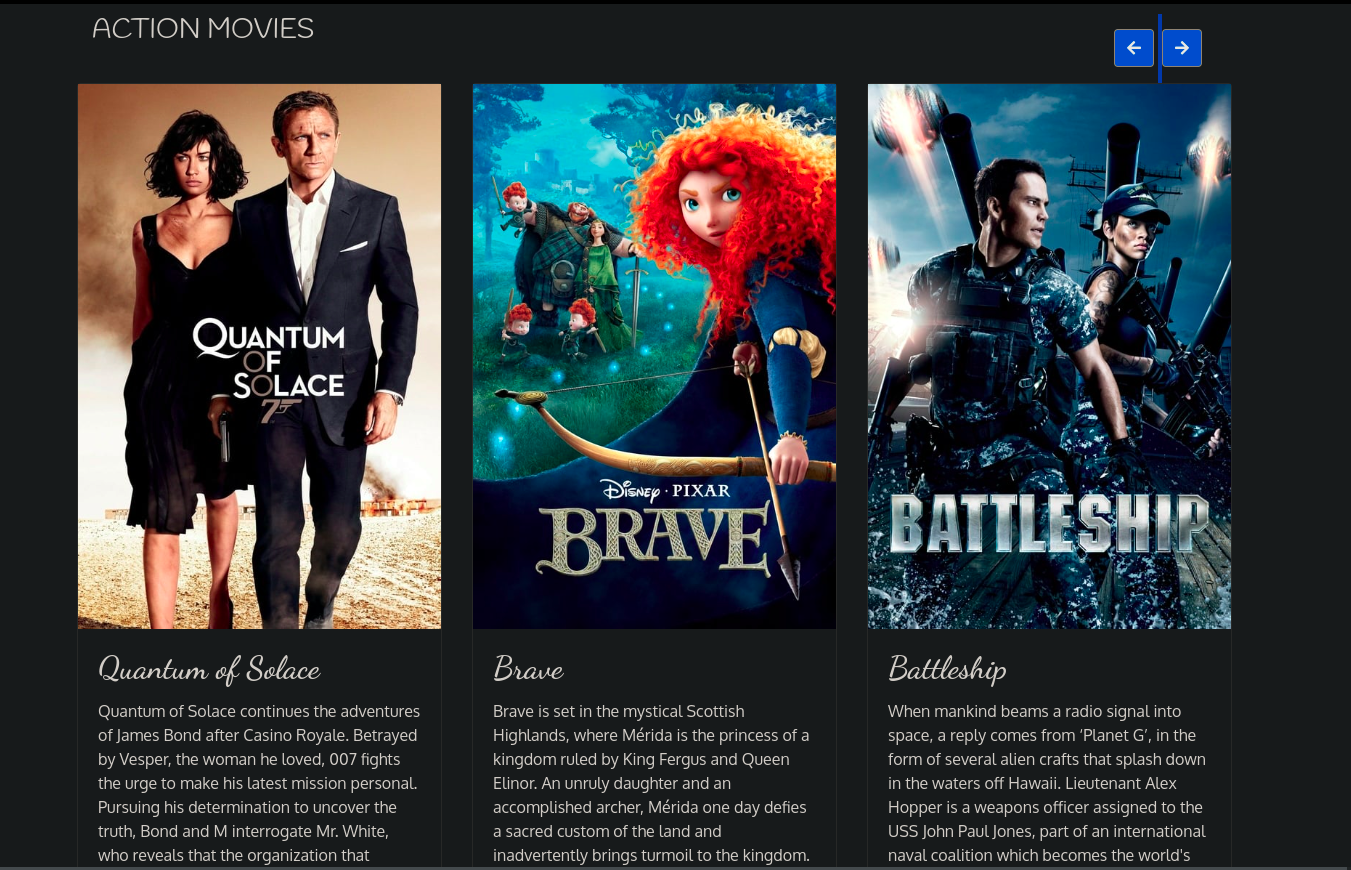 ACTION MOVIES
QUANTUM
OF
SOLACE
007
DISNEY · PIXAR
BRAVE
BATTLESHIP
Quantum of Solace
Quantum of Solace continues the adventures
of James Bond after Casino Royale. Betrayed
by Vesper, the woman he loved, 007 fights
the urge to make his latest mission personal.
Pursuing his determination to uncover the
truth, Bond and M interrogate Mr. White,
who reveals that the organization that
Brave
Brave is set in the mystical Scottish
Highlands, where Mérida is the princess of a
kingdom ruled by King Fergus and Queen
Elinor. An unruly daughter and an
accomplished archer, Mérida one day defies
a sacred custom of the land and
inadvertently brings turmoil to the kingdom.
Battleship
When mankind beams a radio signal into
space, a reply comes from ‘Planet G’, in the
form of several alien crafts that splash down
in the waters off Hawaii. Lieutenant Alex
Hopper is a weapons officer assigned to the
USS John Paul Jones, part of an international
naval coalition which becomes the world's